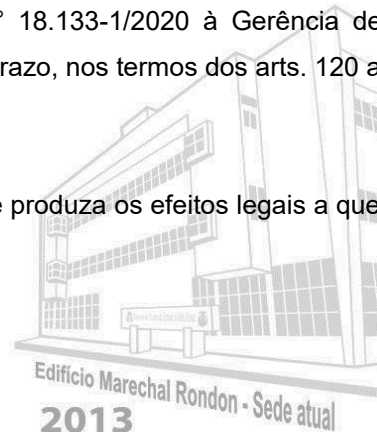 ° 18.133-1/2020 à Gerência de
razo, nos termos dos arts. 120 a
e produza os efeitos legais a que
Edifício Marechal Rondon - Sede atual
2013